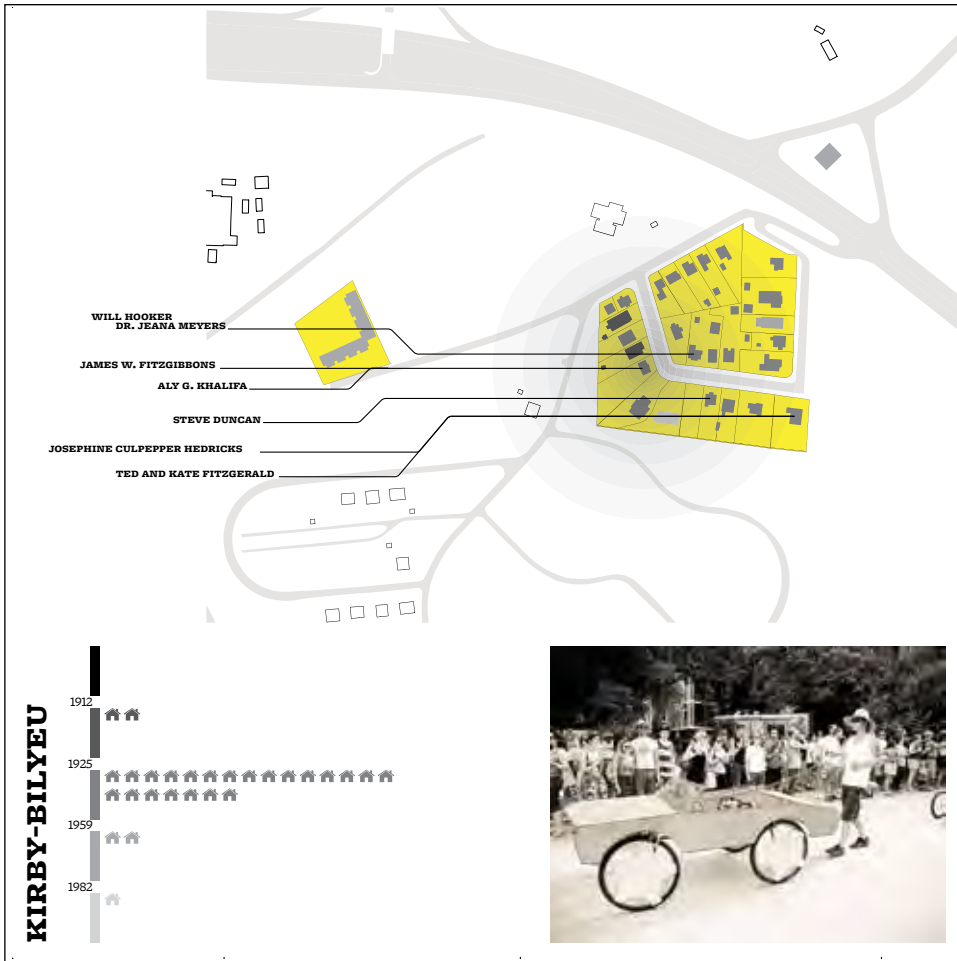 WILL HOOKER
DR. JEANA MEYERS
JAMES W. FITZGIBBONS
ALY G. KHALIFA
STEVE DUNCAN
JOSEPHINE CULPEPPER HEDRICKS
TED AND KATE FITZGERALD
KIRBY-BILYEU
1912
1925
1959
1982